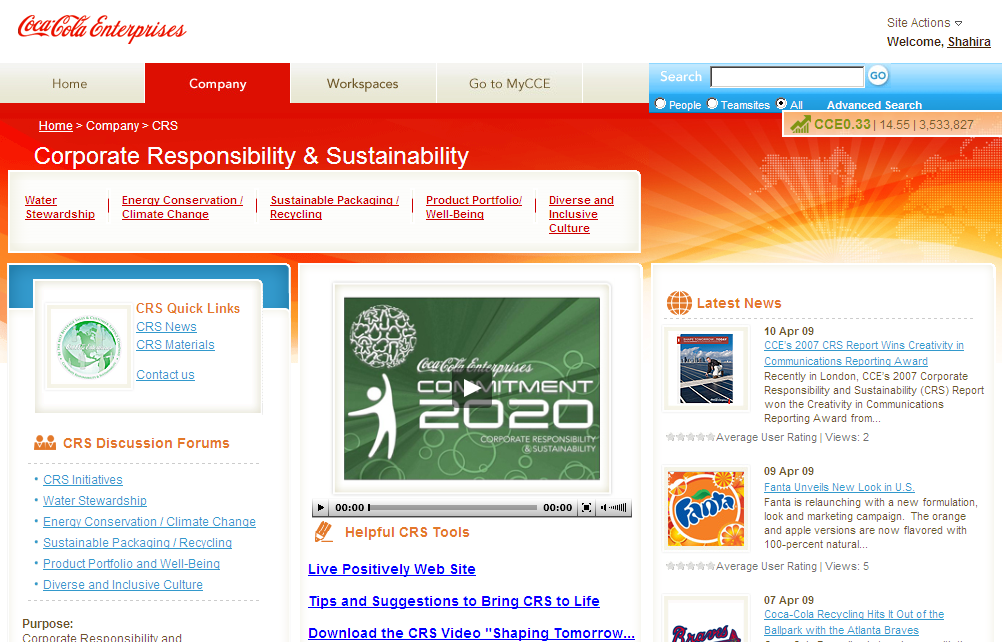 Coca-Cola Enterprises
Site Actions
Welcome, Shahira
Home
Company
Workspaces
Go to MyCCE
Search
GO
People
Teamsites
All
Advanced Search
CCE0.33 | 14.55 | 3,533,827
Home > Company > CRS
Corporate Responsibility & Sustainability
Water
Stewardship
Energy Conservation /
Climate Change
Sustainable Packaging /
Recycling
Product Portfolio/
Well-Being
Diverse and
Inclusive
Culture
CRS Quick Links
CRS News
CRS Materials
Contact us
CRS Discussion Forums
• CRS Initiatives
• Water Stewardship
• Energy Conservation / Climate Change
• Sustainable Packaging / Recycling
• Product Portfolio and Well-Being
• Diverse and Inclusive Culture
Purpose:
Corporate Responsibility and
Coca-Cola Enterprises
COMMITMENT
2020
CORPORATE RESPONSIBILITY
& SUSTAINABILITY
00:00
00:00
Helpful CRS Tools
Live Positively Web Site
Tips and Suggestions to Bring CRS to Life
Download the CRS Video "Shaping Tomorrow...
Latest News
10 Apr 09
CCE's 2007 CRS Report Wins Creativity in
Communications Reporting Award
Recently in London, CCE's 2007 Corporate
Responsibility and Sustainability (CRS) Report
won the Creativity in Communications
Reporting Award from...
Average User Rating | Views: 2
09 Apr 09
Fanta Unveils New Look in U.S.
Fanta is relaunching with a new formulation,
look and marketing campaign. The orange
and apple versions are now flavored with
100-percent natural...
Fanta
Average User Rating | Views: 5
07 Apr 09
Coca-Cola Recycling Hits It Out of the
Ballpark with the Atlanta Braves
Braves